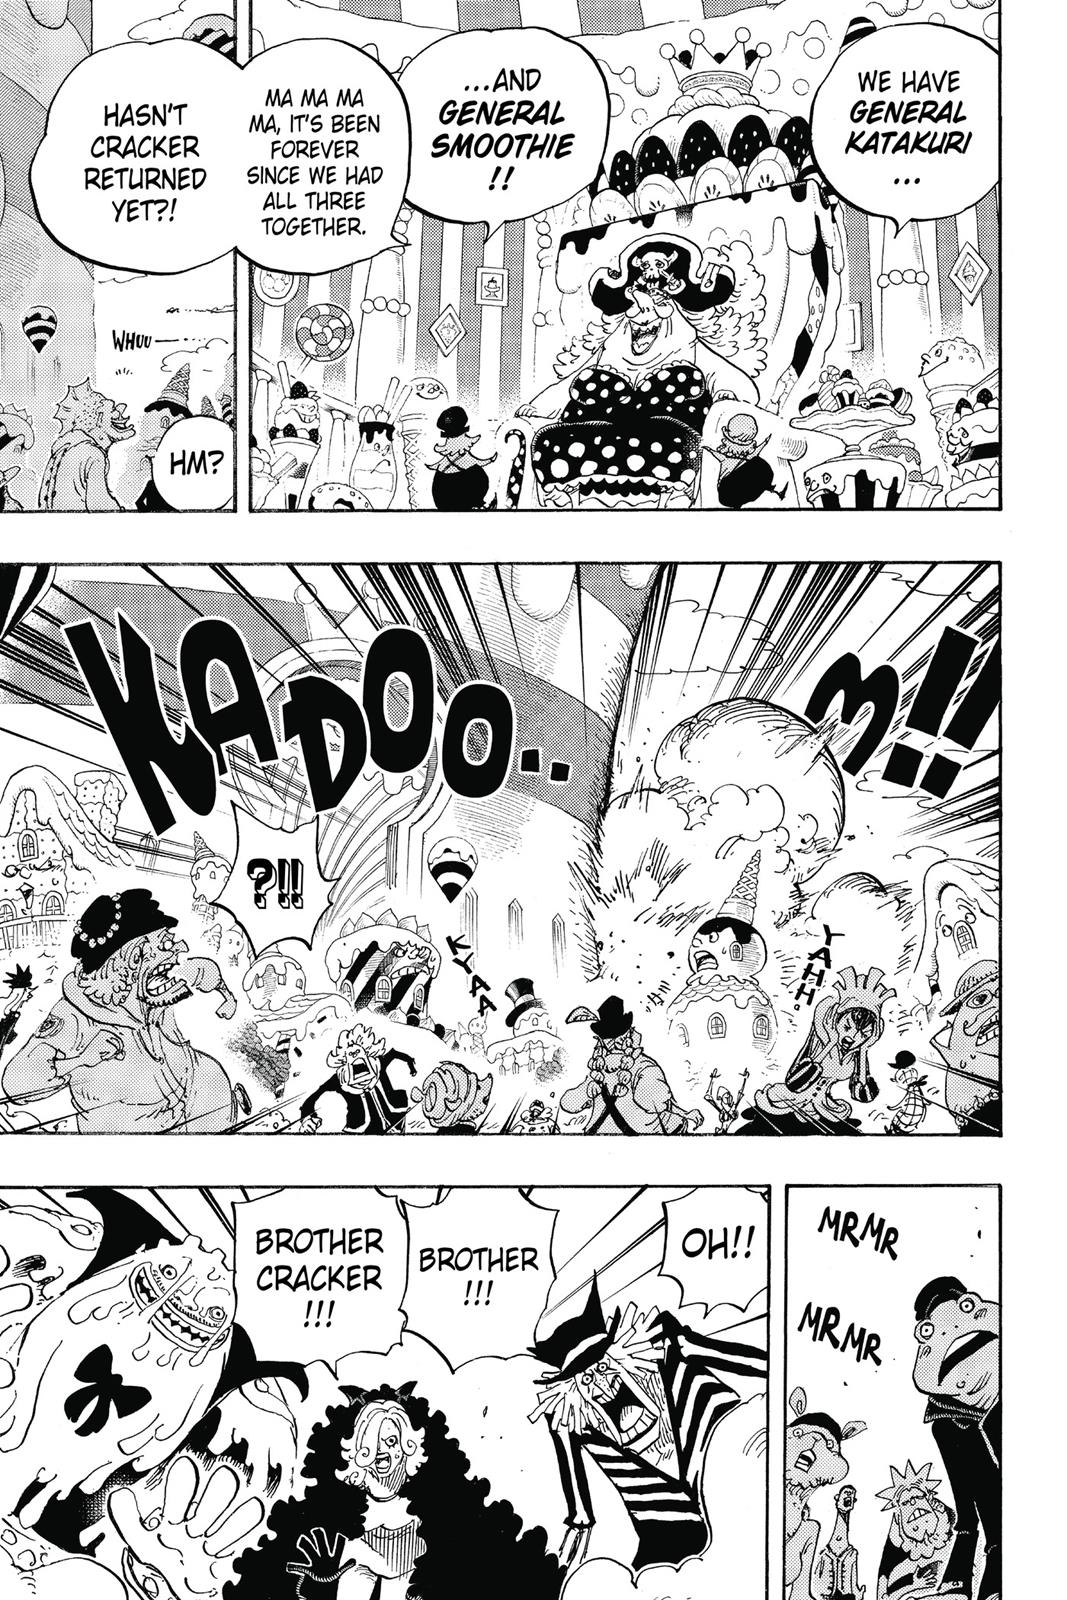 WE HAVE
GENERAL
KATAKURI
...
...AND
GENERAL
SMOOTHIE
!!
MA MA MA
MA, IT'S BEEN
FOREVER
SINCE WE HAD
ALL THREE
TOGETHER.
HASN'T
CRACKER
RETURNED
YET?!
WHUU
HM?
KADOO..M!!
?!!
KYAA
YAHH
MRMR
MRMR
OH!!
BROTHER
!!!
BROTHER
CRACKER
!!!